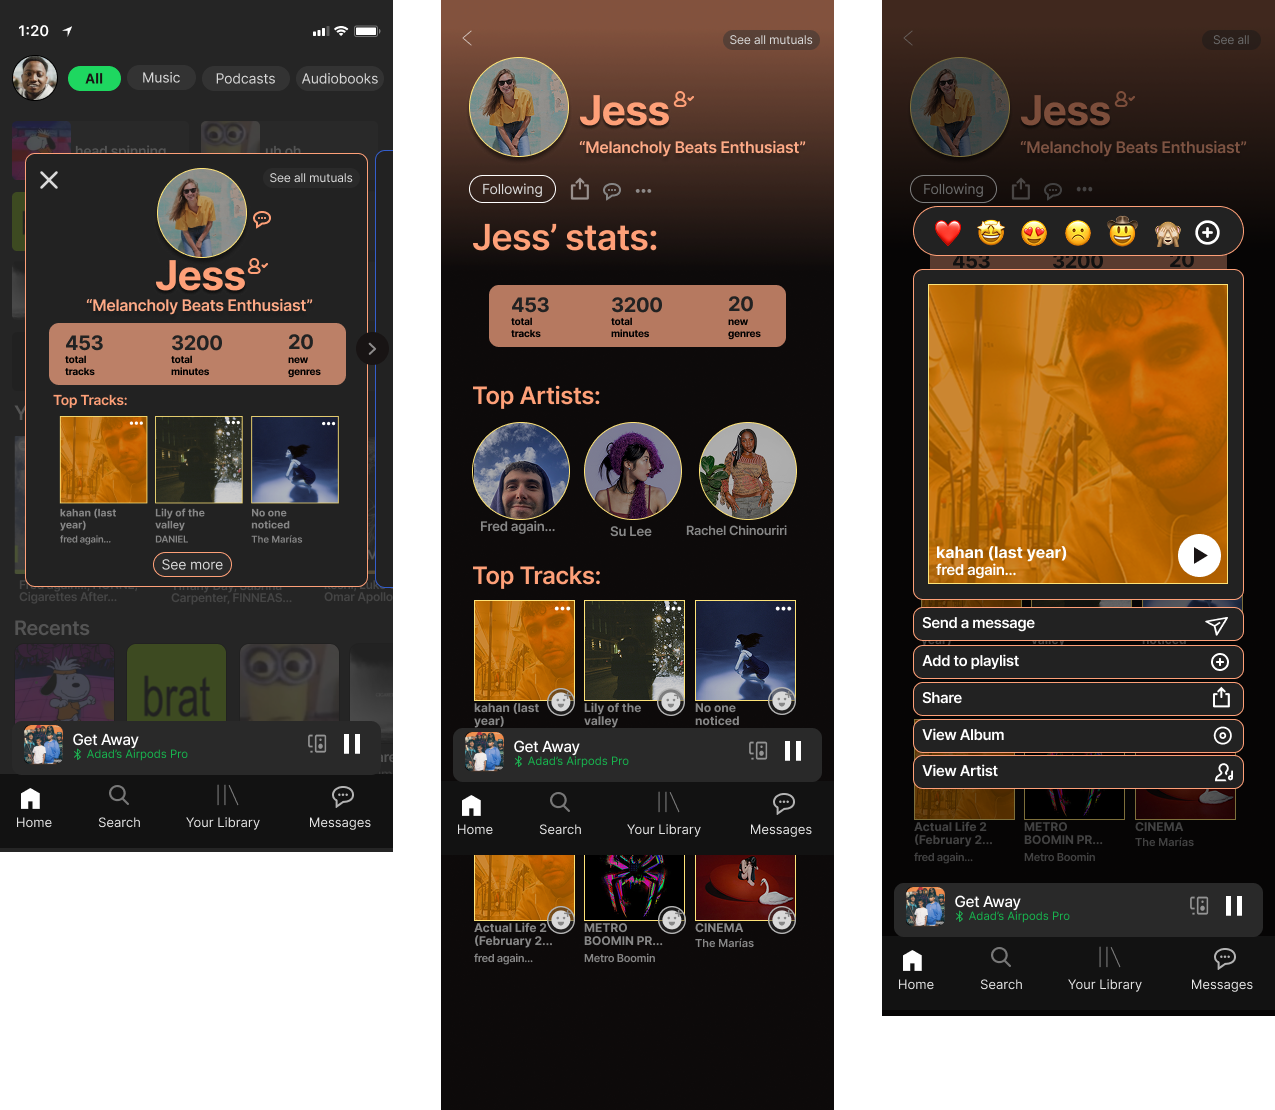 1:20
All
Music
Podcasts
Audiobooks
head spinning
uh oh
See all mutuals
Jess
“Melancholy Beats Enthusiast”
453
total
tracks
3200
total
minutes
20
new
genres
Top Tracks:
kahan (last
year)
fred again...
Lily of the
valley
DANIEL
No one
noticed
The Marías
See more
Cigarettes After...
Carpenter, FINNEAS...
Omar Apollo
Recents
brat
Get Away
Adad's Airpods Pro
Home
Search
Your Library
Messages
See all mutuals
Jess
“Melancholy Beats Enthusiast”
Following
Jess’ stats:
453
total
tracks
3200
total
minutes
20
new
genres
Top Artists:
Fred again...
Su Lee
Rachel Chinouriri
Top Tracks:
kahan (last
year)
Lily of the
valley
No one
noticed
Get Away
Adad's Airpods Pro
Home
Search
Your Library
Messages
Actual Life 2
(February 2...
fred again...
METRO
BOOMIN PR...
Metro Boomin
CINEMA
The Marías
See all
Jess
“Melancholy Beats Enthusiast”
Following
453
3200
20
kahan (last year)
fred again...
Send a message
year)
valley
noticed
Add to playlist
Share
View Album
View Artist
Actual Life 2
(February 2...
fred again...
METRO
BOOMIN PR...
Metro Boomin
CINEMA
The Marías
Get Away
Adad's Airpods Pro
Home
Search
Your Library
Messages